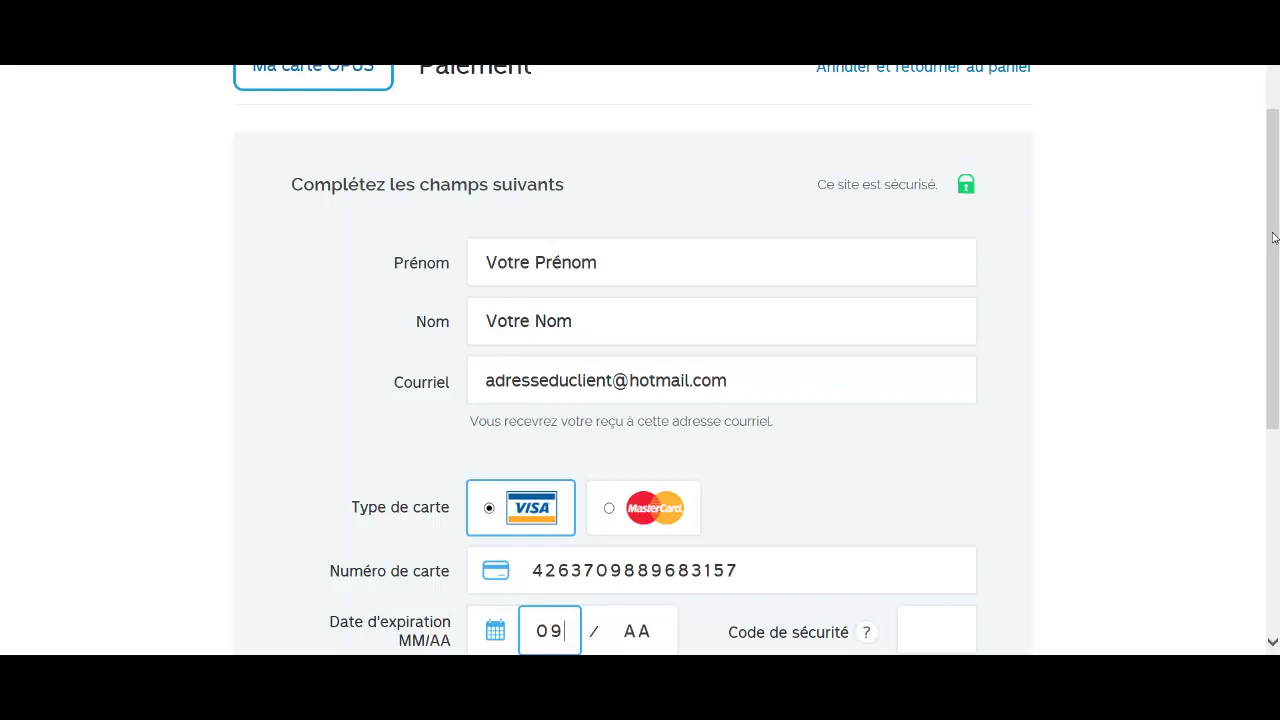 Ma carte OPUS Paiement Annuler et retourner au panier
Complétez les champs suivants Ce site est sécurisé.
Prénom Votre Prénom
Nom Votre Nom
Courriel adresseduclient@hotmail.com
Vous recevrez votre reçu à cette adresse courriel.
Type de carte VISA MasterCard
Numéro de carte 4263709889683157
Date d'expiration
MM/AA 09 / AA Code de sécurité ?